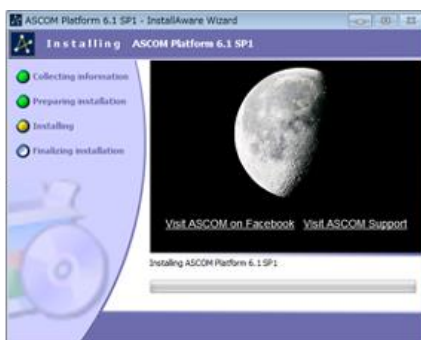 ASCOM Platform 6.1 SP1 - InstallAware Wizard
Installing ASCOM Platform 6.1 SP1
Collecting information
Preparing installation
Installing
Finalizing installation
Visit ASCOM on Facebook Visit ASCOM Support
Installing ASCOM Platform 6.1 SP1